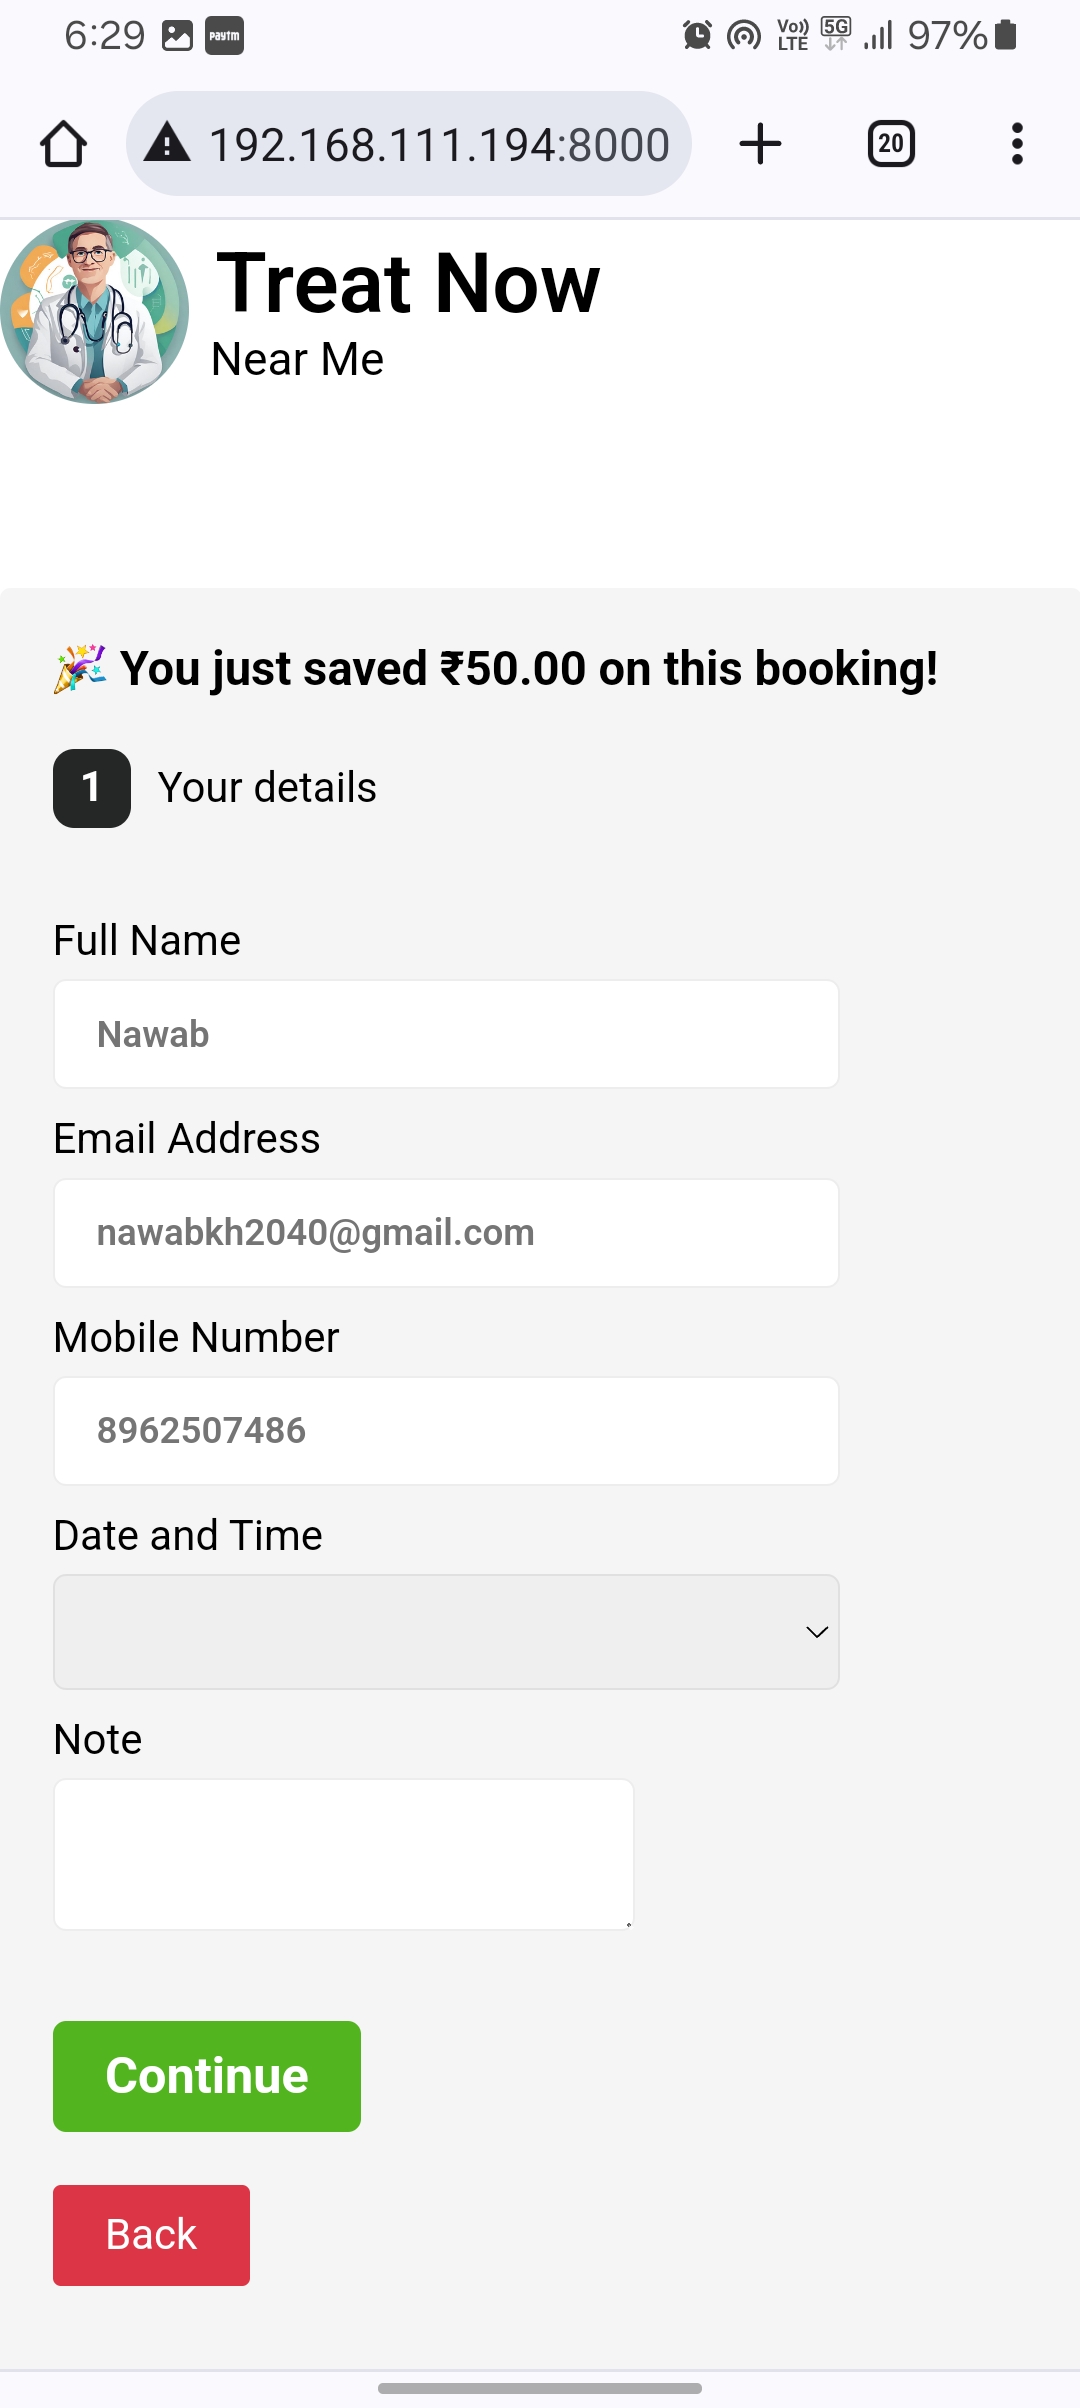 6:29 paytm Vo)) LTE 5G 97%
192.168.111.194:8000 20
Treat Now
Near Me
🎉 You just saved ₹50.00 on this booking!
1 Your details
Full Name
Nawab
Email Address
nawabkh2040@gmail.com
Mobile Number
8962507486
Date and Time
Note
Continue
Back